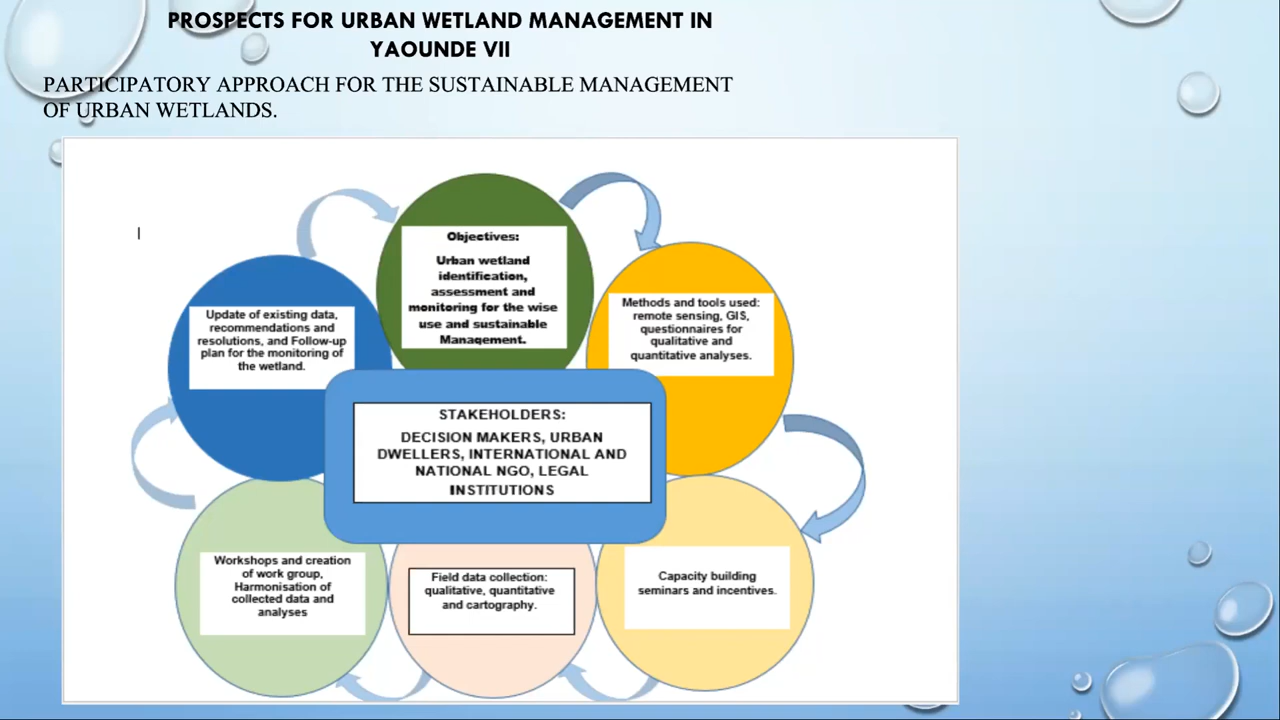 PROSPECTS FOR URBAN WETLAND MANAGEMENT IN
YAOUNDE VII
PARTICIPATORY APPROACH FOR THE SUSTAINABLE MANAGEMENT
OF URBAN WETLANDS.
Objectives:
Urban wetland
identification,
assessment and
monitoring for the wise
use and sustainable
Management.
Methods and tools used:
remote sensing, GIS,
questionnaires for
qualitative and
quantitative analyses.
Update of existing data,
recommendations and
resolutions, and Follow-up
plan for the monitoring of
the wetland.
STAKEHOLDERS:
DECISION MAKERS, URBAN
DWELLERS, INTERNATIONAL AND
NATIONAL NGO, LEGAL
INSTITUTIONS
Workshops and creation
of work group,
Harmonisation of
collected data and
analyses
Field data collection:
qualitative, quantitative
and cartography.
Capacity building
seminars and incentives.